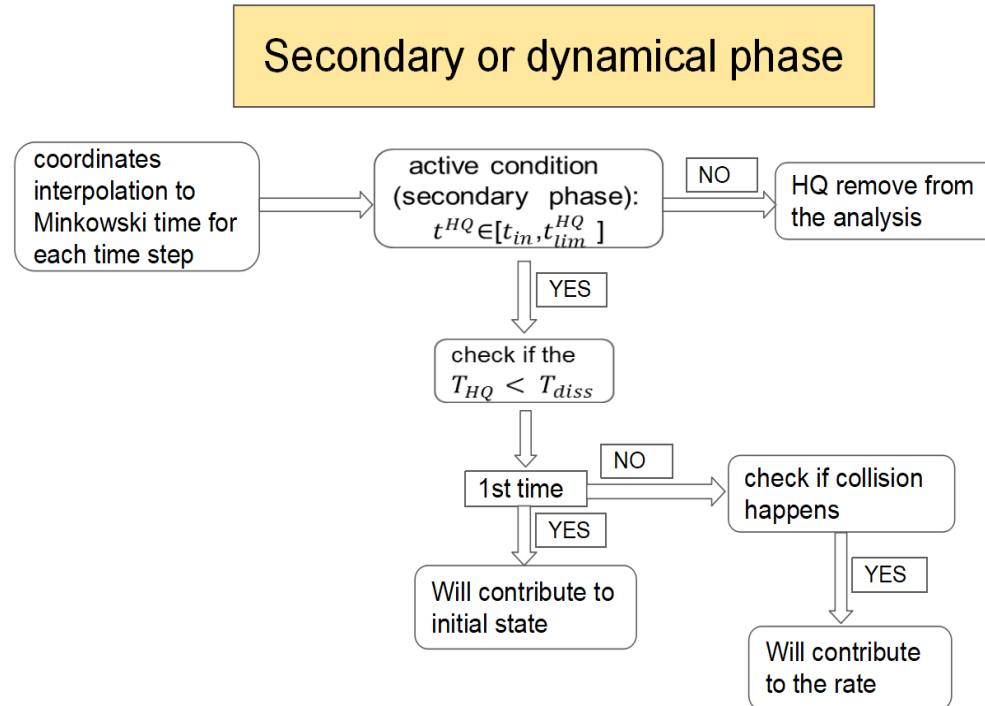 Secondary or dynamical phase
coordinates
interpolation to
Minkowski time for
each time step
active condition
(secondary phase):
t^{HQ}∈[t_{in},t_{lim}^{HQ} ]
NO
HQ remove from
the analysis
YES
check if the
T_{HQ} < T_{diss}
1st time
NO
check if collision
happens
YES
Will contribute to
initial state
YES
Will contribute
to the rate